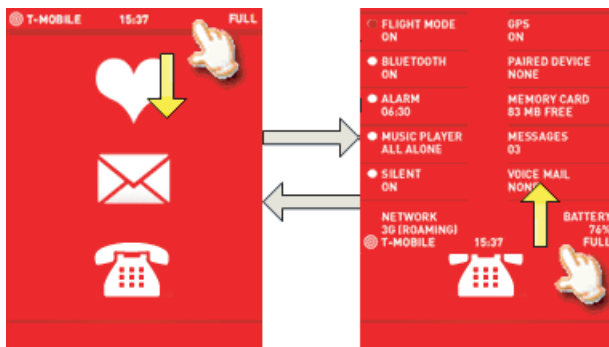 T-MOBILE 15:37 FULL
FLIGHT MODE
ON
GPS
ON
BLUETOOTH
ON
PAIRED DEVICE
NONE
ALARM
06:30
MEMORY CARD
83 MB FREE
MUSIC PLAYER
ALL ALONE
MESSAGES
03
SILENT
ON
VOICE MAIL
NONE
NETWORK
3G (ROAMING)
BATTERY
76%
T-MOBILE 15:37 FULL